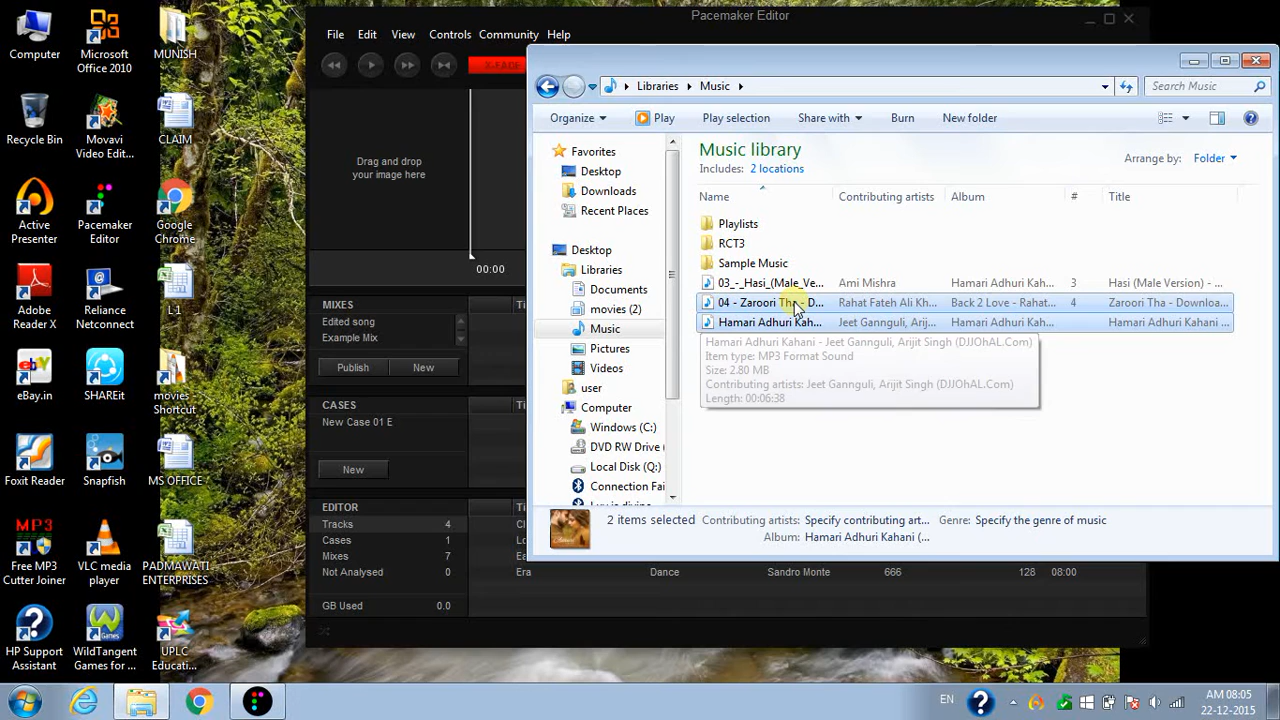 Computer
Microsoft
Office 2010
MUNISH
Recycle Bin
Movavi
Video Edit...
CLAIM
Active
Presenter
Pacemaker
Editor
Google
Chrome
Adobe
Reader X
Reliance
Netconnect
L1
eBay.in
SHAREit
movies -
Shortcut
Foxit Reader
Snapfish
MS OFFICE
MP3
Free MP3
Cutter Joiner
VLC media
player
PADMAWATI
ENTERPRISES
HP Support
Assistant
WILD
Games
WildTangent
Games for ...
UPLC
Educati...
Pacemaker Editor
File Edit View Controls Community Help
X-FADE
Drag and drop
your image here
00:00
MIXES Ti
Edited song
Example Mix
Publish New
CASES Ti
New Case 01 E
New
EDITOR Ti
Tracks 4
Cases 1
Mixes 7
Not Analysed 0
Era Dance Sandro Monte 666 128 08:00
GB Used 0.0
Libraries Music
Search Music
Organize Play Play selection Share with Burn New folder
Favorites
Desktop
Downloads
Recent Places
Desktop
Libraries
Documents
movies (2)
Music
Pictures
Videos
user
Computer
Windows (C:)
DVD RW Drive (
Local Disk (Q:)
Connection Fai
Music library
Includes: 2 locations
Arrange by: Folder
Name Contributing artists Album # Title
Playlists
RCT3
Sample Music
03_-_Hasi_(Male_Ve... Ami Mishra Hamari Adhuri Kah... 3 Hasi (Male Version) - ...
04 - Zaroori Tha - D... Rahat Fateh Ali Kh... Back 2 Love - Rahat... 4 Zaroori Tha - Downloa...
Hamari Adhuri Kah... Jeet Gannguli, Arij... Hamari Adhuri Kah... Hamari Adhuri Kahani ...
Hamari Adhuri Kahani - Jeet Gannguli, Arijit Singh (DJJOhAL.Com)
Item type: MP3 Format Sound
Size: 2.80 MB
Contributing artists: Jeet Gannguli, Arijit Singh (DJJOhAL.Com)
Length: 00:06:38
2 items selected Contributing artists: Specify contributing art... Genre: Specify the genre of music
Album: Hamari Adhuri Kahani (...
EN
AM 08:05
22-12-2015